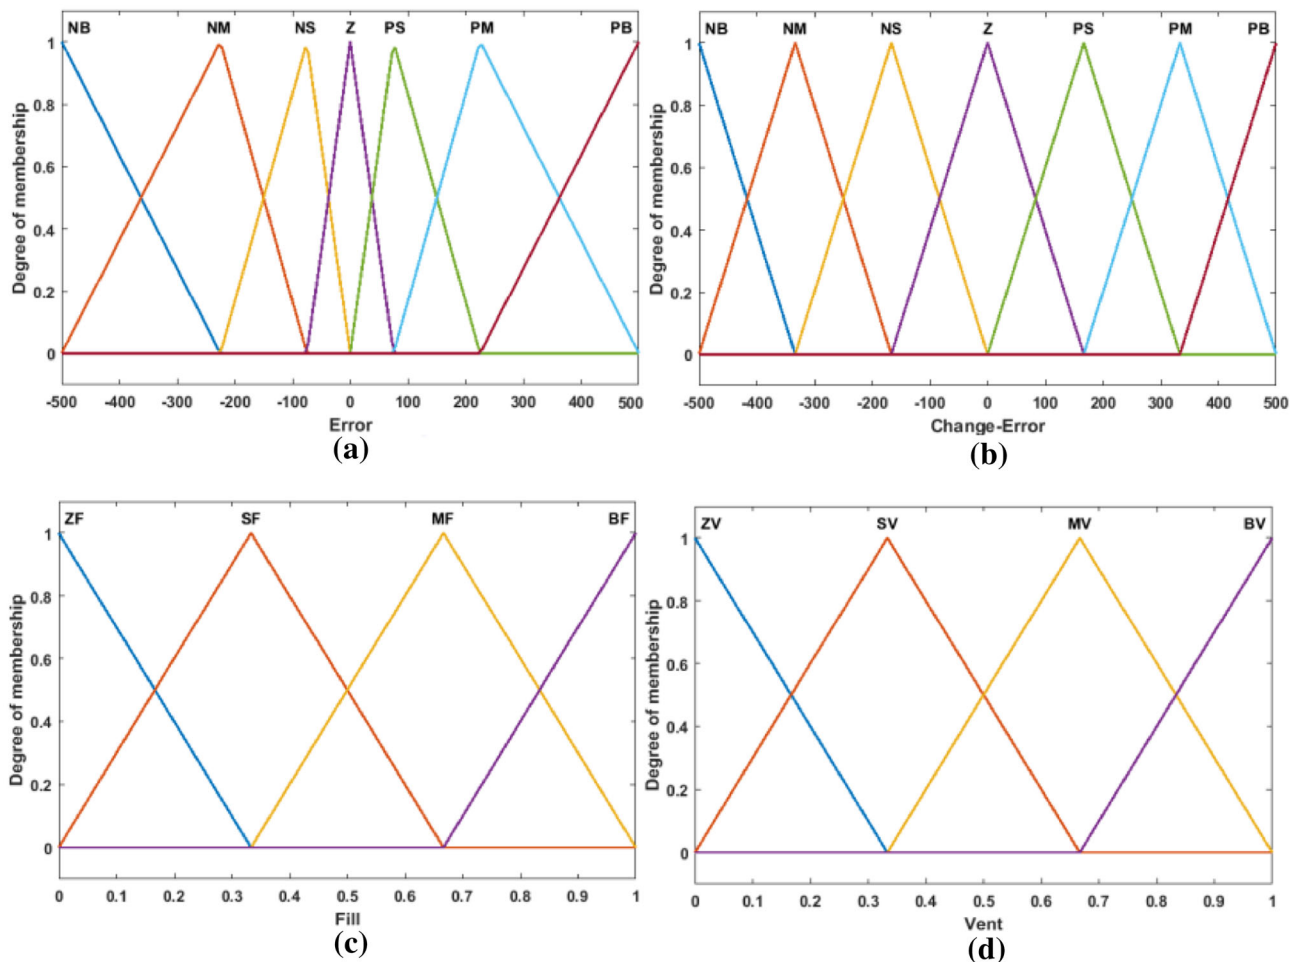 NB NM NS Z PS PM PB
1
0.8
0.6
0.4
0.2
0
Degree of membership
-500 -400 -300 -200 -100 0 100 200 300 400 500
Error
(a)
NB NM NS Z PS PM PB
1
0.8
0.6
0.4
0.2
0
Degree of membership
-500 -400 -300 -200 -100 0 100 200 300 400 500
Change-Error
(b)
ZF SF MF BF
1
0.8
0.6
0.4
0.2
0
Degree of membership
0 0.1 0.2 0.3 0.4 0.5 0.6 0.7 0.8 0.9 1
Fill
(c)
ZV SV MV BV
1
0.8
0.6
0.4
0.2
0
Degree of membership
0 0.1 0.2 0.3 0.4 0.5 0.6 0.7 0.8 0.9 1
Vent
(d)